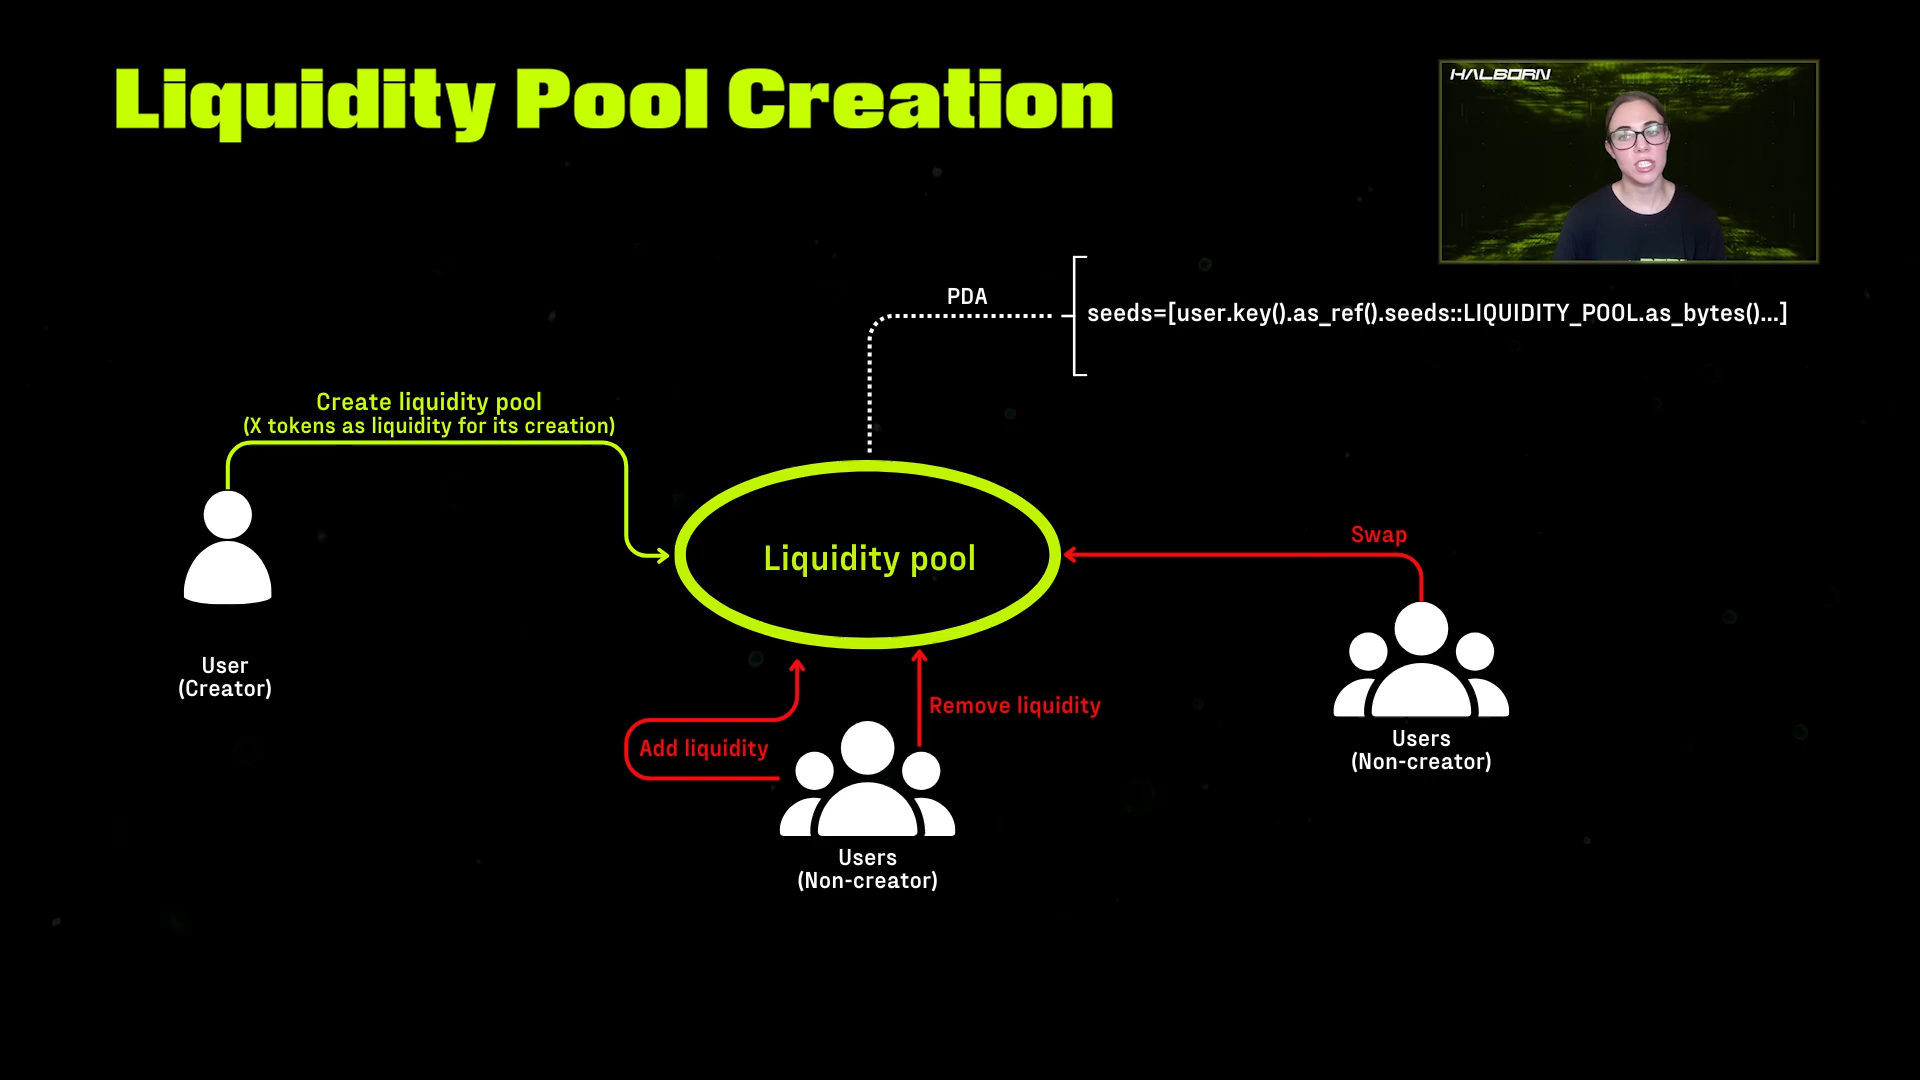 Liquidity Pool Creation
HALBORN
PDA
seeds=[user.key().as_ref().seeds::LIQUIDITY_POOL.as_bytes()...]
Create liquidity pool
(X tokens as liquidity for its creation)
Liquidity pool
Swap
User
(Creator)
Remove liquidity
Add liquidity
Users
(Non-creator)
Users
(Non-creator)